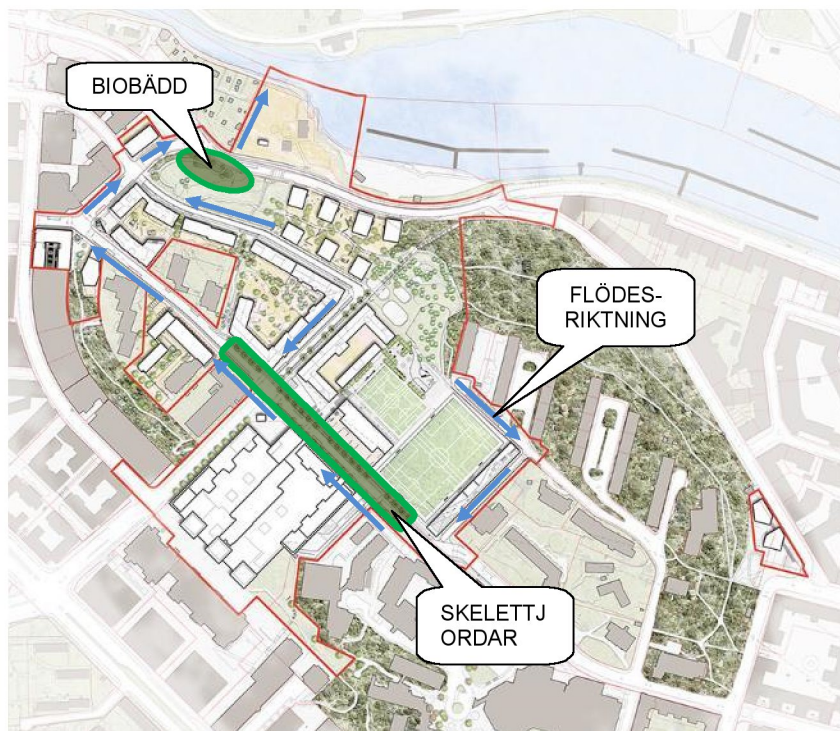 BIOBÄDD
FLÖDES-
RIKTNING
SKELETTJ
ORDAR